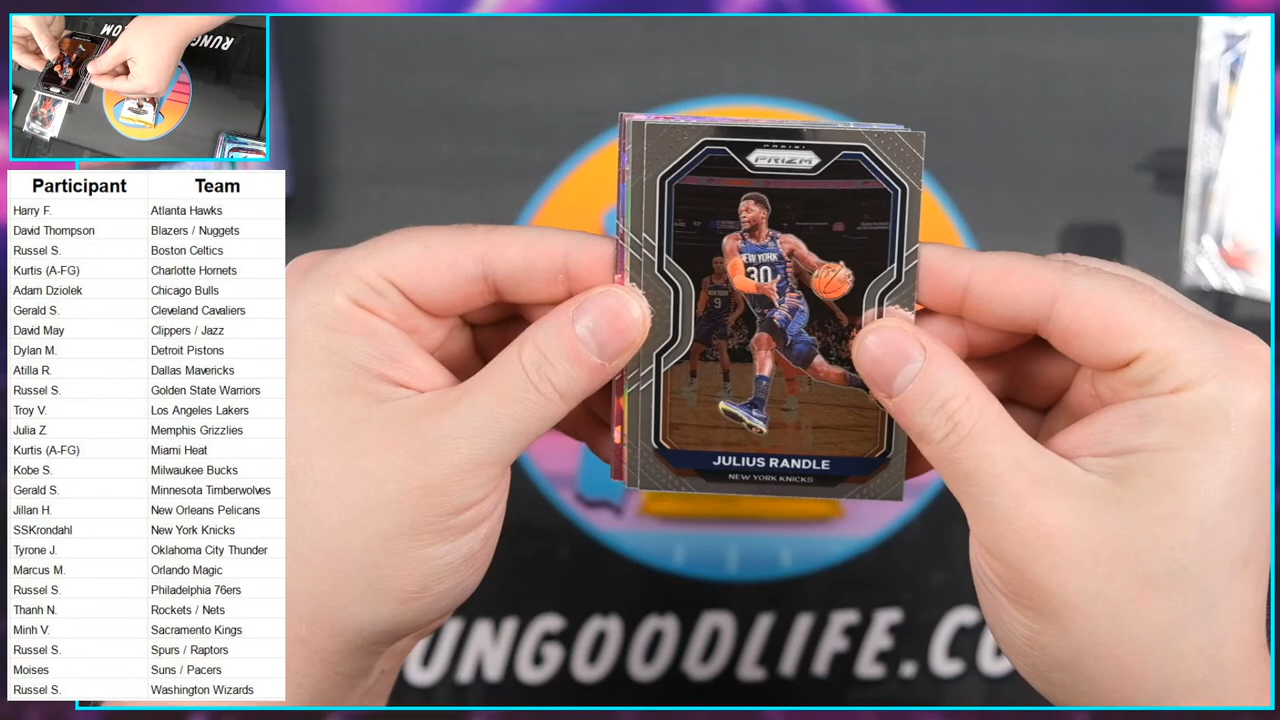 RUNGOODLIFE.COM
Participant Team
Harry F. Atlanta Hawks
David Thompson Blazers / Nuggets
Russel S. Boston Celtics
Kurtis (A-FG) Charlotte Hornets
Adam Dziolek Chicago Bulls
Gerald S. Cleveland Cavaliers
David May Clippers / Jazz
Dylan M. Detroit Pistons
Atilla R. Dallas Mavericks
Russel S. Golden State Warriors
Troy V. Los Angeles Lakers
Julia Z. Memphis Grizzlies
Kurtis (A-FG) Miami Heat
Kobe S. Milwaukee Bucks
Gerald S. Minnesota Timberwolves
Jillan H. New Orleans Pelicans
SSKrondahl New York Knicks
Tyrone J. Oklahoma City Thunder
Marcus M. Orlando Magic
Russel S. Philadelphia 76ers
Thanh N. Rockets / Nets
Minh V. Sacramento Kings
Russel S. Spurs / Raptors
Moises Suns / Pacers
Russel S. Washington Wizards
PANINI
PRIZM
NEW YORK
30
9
JULIUS RANDLE
NEW YORK KNICKS
UNGOODLIFE.CO